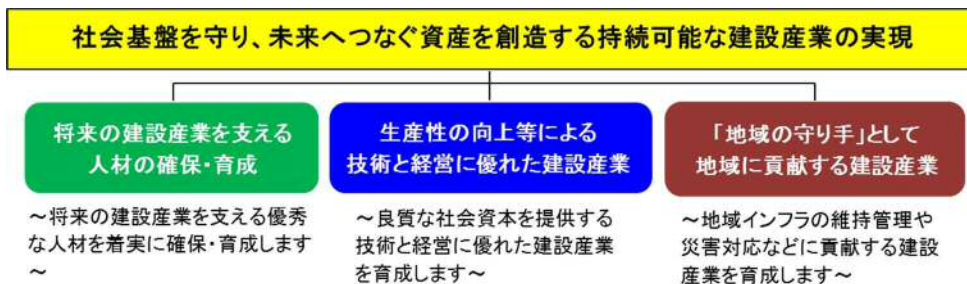 社会基盤を守り、未来へつなぐ資産を創造する持続可能な建設産業の実現
将来の建設産業を支える
人材の確保・育成
生産性の向上等による
技術と経営に優れた建設産業
「地域の守り手」として
地域に貢献する建設産業
～将来の建設産業を支える優秀
な人材を着実に確保・育成します
～
～良質な社会資本を提供する
技術と経営に優れた建設産業
を育成します～
～地域インフラの維持管理や
災害対応などに貢献する建設
産業を育成します～